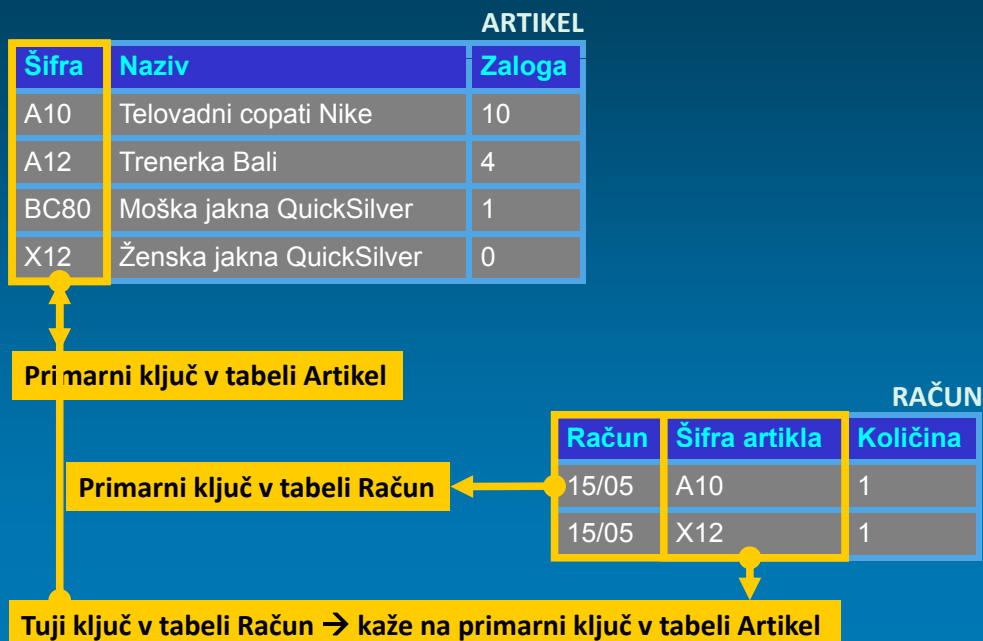 ARTIKEL
Šifra Naziv Zaloga
A10 Telovadni copati Nike 10
A12 Trenerka Bali 4
BC80 Moška jakna QuickSilver 1
X12 Ženska jakna QuickSilver 0
Primarni ključ v tabeli Artikel
RAČUN
Račun Šifra artikla Količina
Primarni ključ v tabeli Račun
15/05 A10 1
15/05 X12 1
Tuji ključ v tabeli Račun → kaže na primarni ključ v tabeli Artikel